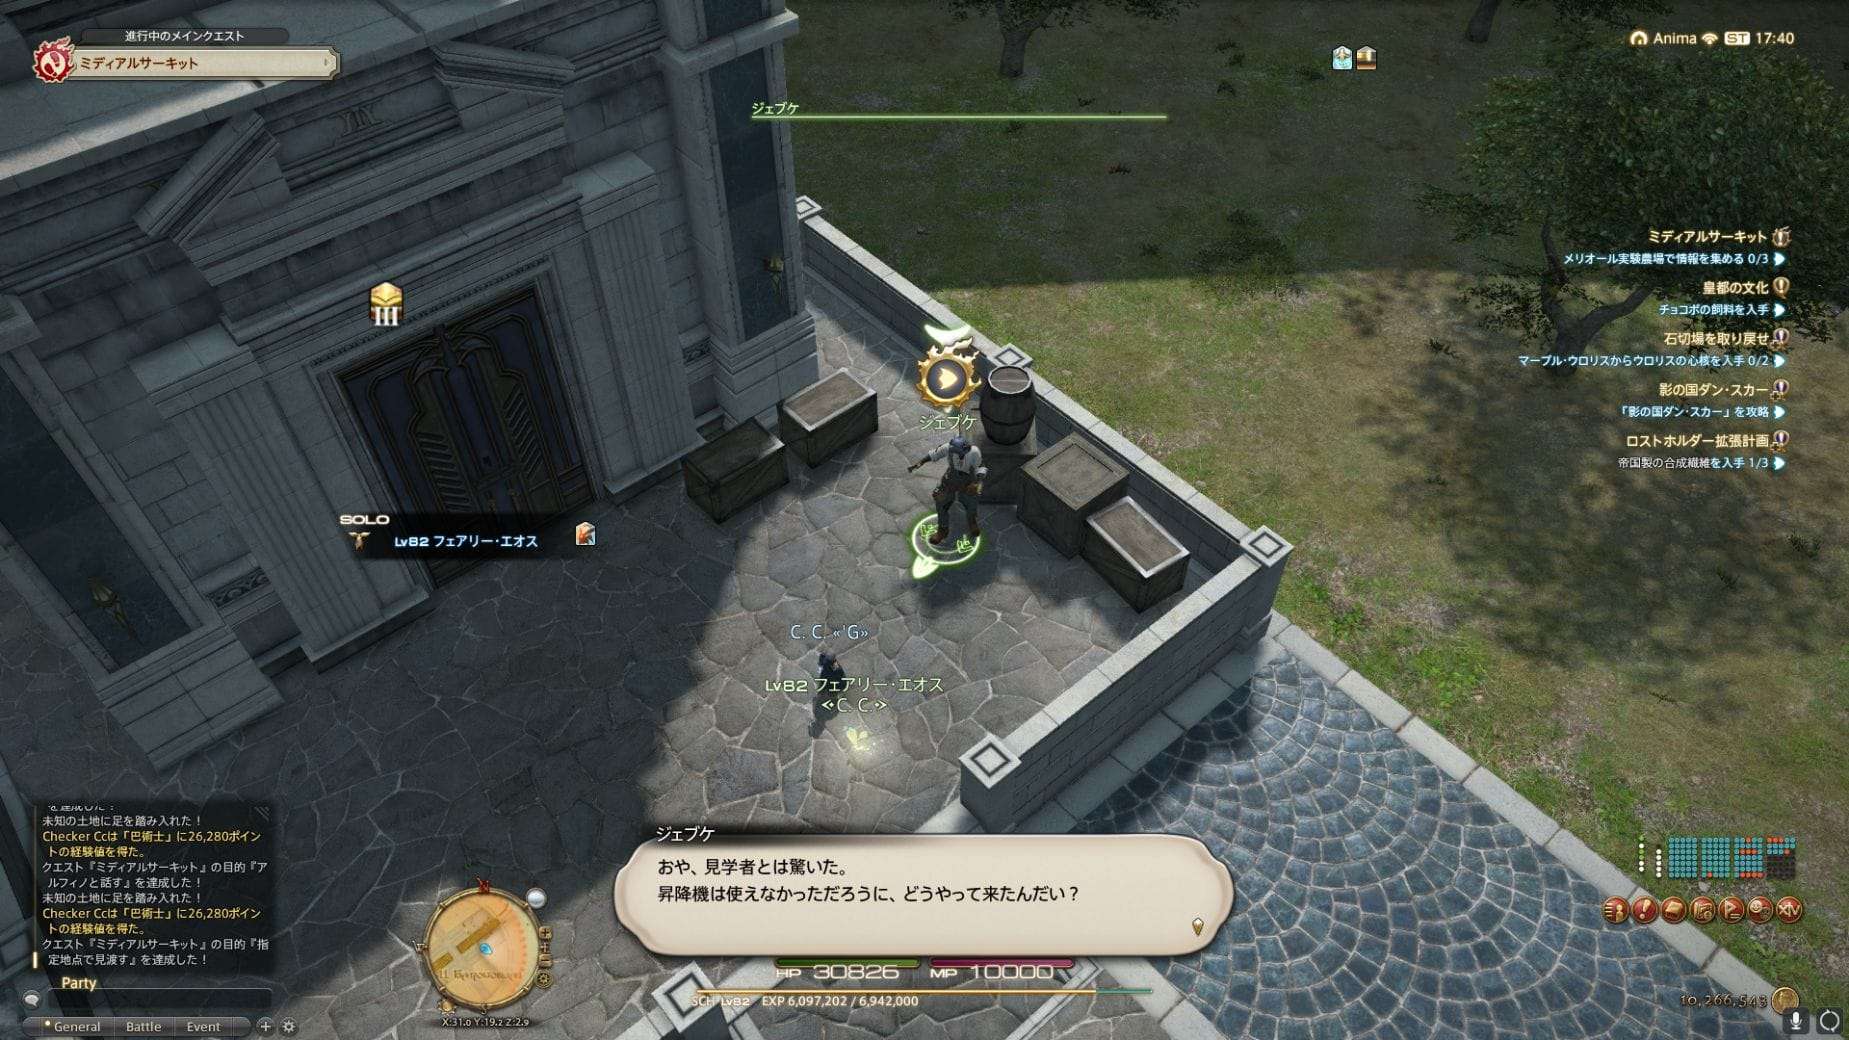 進行中のメインクエスト
ミディアルサーキット
Anima ST 17:40
ジェブケ
ミディアルサーキット
メリオール実験農場で情報を集める 0/3
皇都の文化
チョコボの飼料を入手
石切場を取り戻せ
マーブル・ウロリスからウロリスの心核を入手 0/2
影の国ダン・スカー
「影の国ダン・スカー」を攻略
ロストホルダー拡張計画
帝国製の合成繊維を入手 1/3
III
ジェブケ
SOLO
Lv82 フェアリー・エオス
C. C. «'G»
Lv82 フェアリー・エオス
<C. C.>
を達成した！
未知の土地に足を踏み入れた！
Checker Ccは「巴術士」に26,280ポイン
トの経験値を得た。
クエスト『ミディアルサーキット』の目的『ア
ルフィノと話す』を達成した！
未知の土地に足を踏み入れた！
Checker Ccは「巴術士」に26,280ポイン
トの経験値を得た。
クエスト『ミディアルサーキット』の目的『指
定地点で見渡す』を達成した！
Party
General Battle Event
N
X:31.0 Y:19.2 Z:2.9
ジェブケ
おや、見学者とは驚いた。
昇降機は使えなかっただろうに、どうやって来たんだい？
HP 30826 MP 10000
SCH Lv82 EXP 6,097,202 / 6,942,000
XIV
10,266,543